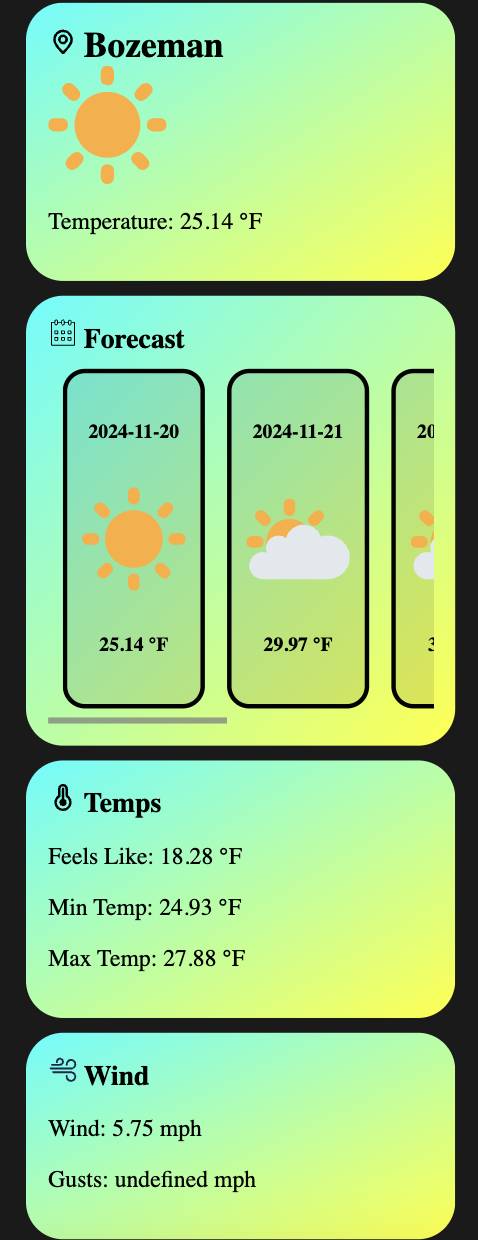 Bozeman
Temperature: 25.14 °F
Forecast
2024-11-20
2024-11-21
20
25.14 °F
29.97 °F
3
Temps
Feels Like: 18.28 °F
Min Temp: 24.93 °F
Max Temp: 27.88 °F
Wind
Wind: 5.75 mph
Gusts: undefined mph